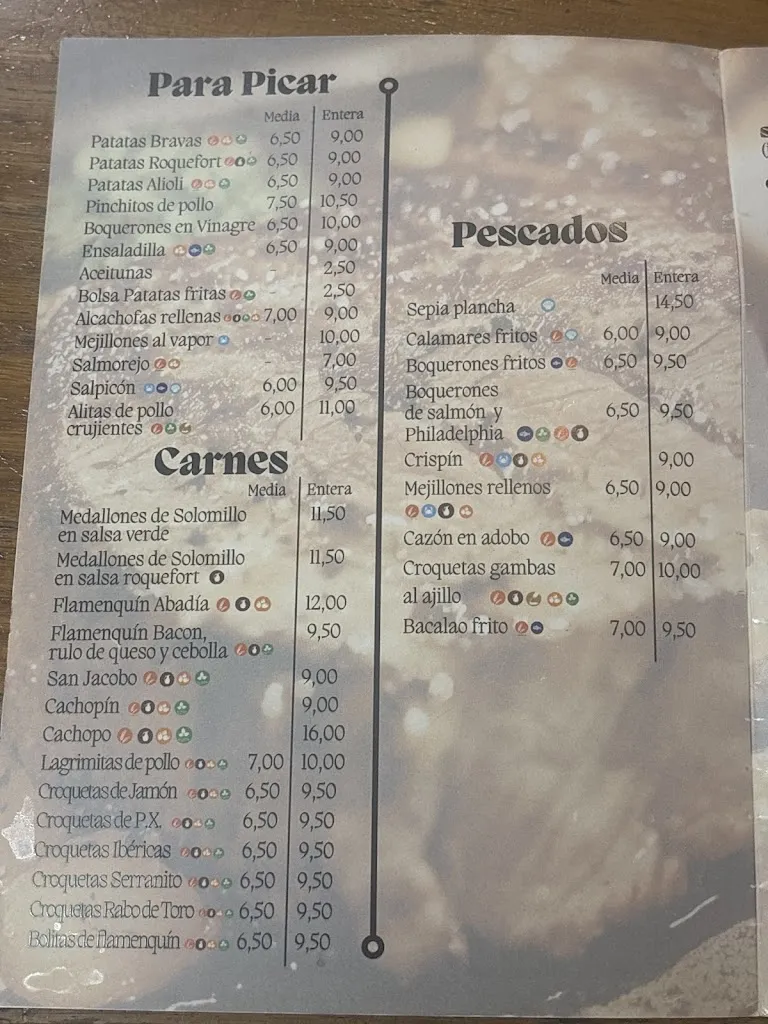 Para Picar
Media Entera
Patatas Bravas 6,50 9,00
Patatas Roquefort 6,50 9,00
Patatas Alioli 6,50 9,00
Pinchitos de pollo 7,50 10,50
Boquerones en Vinagre 6,50 10,00
Ensaladilla 6,50 9,00
Aceitunas - 2,50
Bolsa Patatas fritas - 2,50
Alcachofas rellenas 7,00 9,00
Mejillones al vapor - 10,00
Salmorejo - 7,00
Salpicón 6,00 9,50
Alitas de pollo 6,00 11,00
crujientes
Carnes
Media Entera
Medallones de Solomillo 11,50
en salsa verde
Medallones de Solomillo 11,50
en salsa roquefort
Flamenquín Abadía 12,00
Flamenquín Bacon, 9,50
rulo de queso y cebolla
San Jacobo 9,00
Cachopín 9,00
Cachopo 16,00
Lagrimitas de pollo 7,00 10,00
Croquetas de Jamón 6,50 9,50
Croquetas de P.X. 6,50 9,50
Croquetas Ibéricas 6,50 9,50
Croquetas Serranito 6,50 9,50
Croquetas Rabo de Toro 6,50 9,50
Bolitas de flamenquín 6,50 9,50
Pescados
Media Entera
Sepia plancha 14,50
Calamares fritos 6,00 9,00
Boquerones fritos 6,50 9,50
Boquerones
de salmón y 6,50 9,50
Philadelphia
Crispín 9,00
Mejillones rellenos 6,50 9,00
Cazón en adobo 6,50 9,00
Croquetas gambas 7,00 10,00
al ajillo
Bacalao frito 7,00 9,50